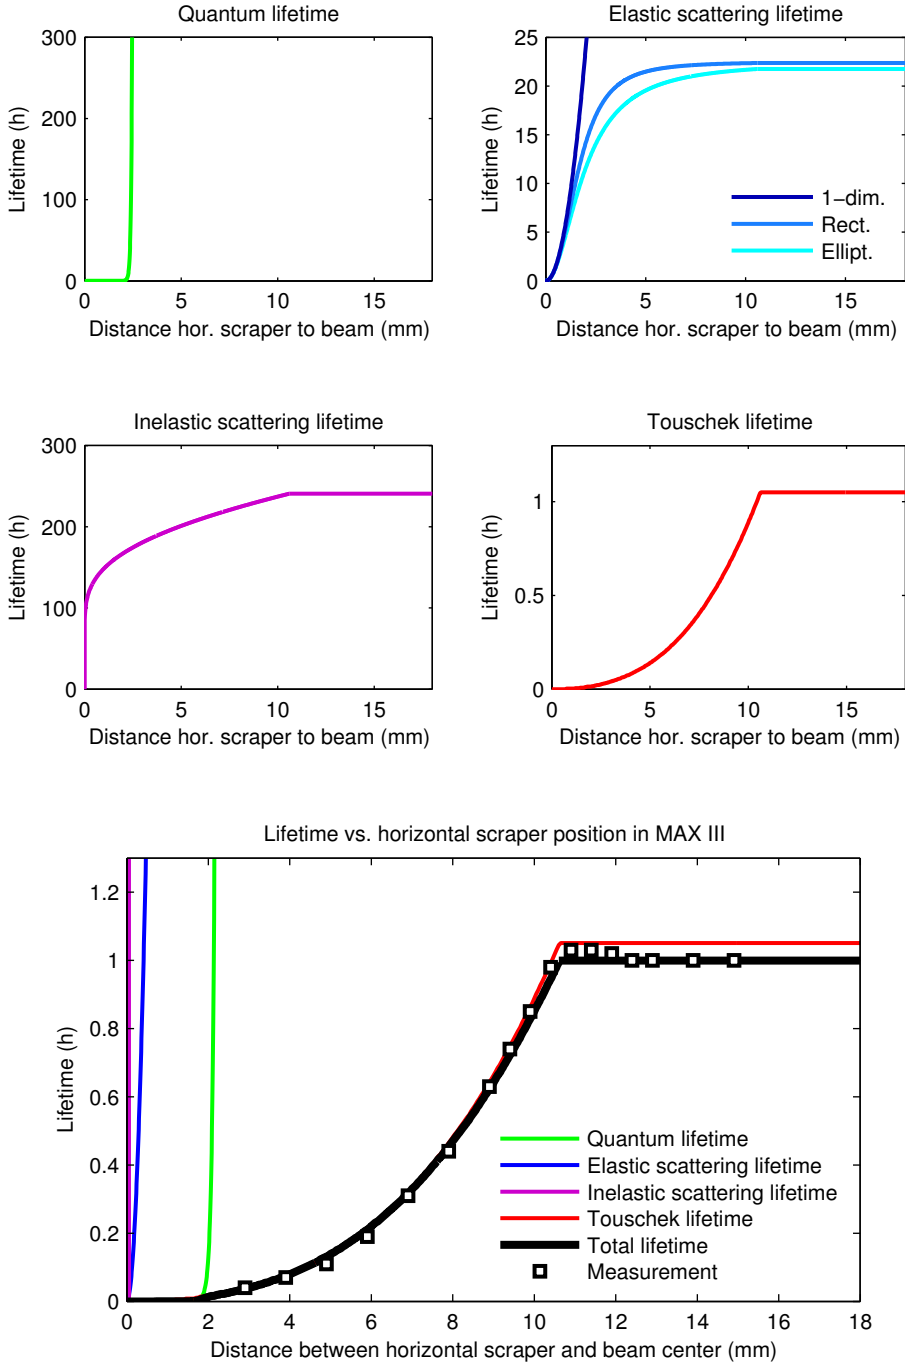 Quantum lifetime
300
200
100
0
0 5 10 15
Lifetime (h)
Distance hor. scraper to beam (mm)
Elastic scattering lifetime
25
20
15
10
5
0
0 5 10 15
Lifetime (h)
1−dim.
Rect.
Ellipt.
Distance hor. scraper to beam (mm)
Inelastic scattering lifetime
300
200
100
0
0 5 10 15
Lifetime (h)
Distance hor. scraper to beam (mm)
Touschek lifetime
1
0.5
0
0 5 10 15
Lifetime (h)
Distance hor. scraper to beam (mm)
Lifetime vs. horizontal scraper position in MAX III
1.2
1
0.8
0.6
0.4
0.2
0
Lifetime (h)
Quantum lifetime
Elastic scattering lifetime
Inelastic scattering lifetime
Touschek lifetime
Total lifetime
Measurement
0 2 4 6 8 10 12 14 16 18
Distance between horizontal scraper and beam center (mm)